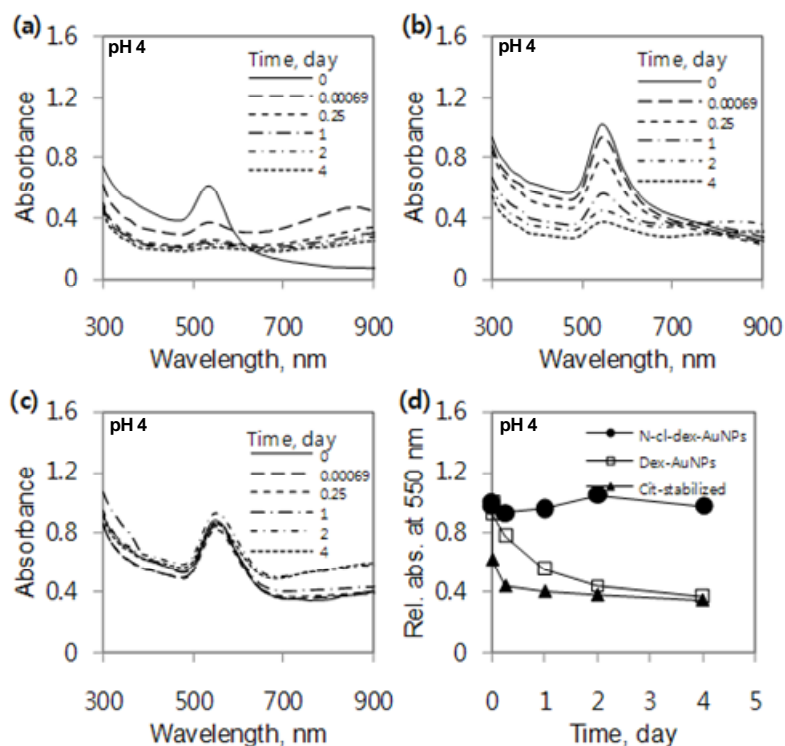 (a)
1.6
1.2
0.8
0.4
0
Absorbance
pH 4
Time, day
0
0.00069
0.25
1
2
4
300 500 700 900
Wavelength, nm
(b)
1.6
1.2
0.8
0.4
0
Absorbance
pH 4
Time, day
0
0.00069
0.25
1
2
4
300 500 700 900
Wavelength, nm
(c)
1.6
1.2
0.8
0.4
0
Absorbance
pH 4
Time, day
0
0.00069
0.25
1
2
4
300 500 700 900
Wavelength, nm
(d)
1.6
1.2
0.8
0.4
0
Rel. abs. at 550 nm
pH 4
N-cl-dex-AuNPs
Dex-AuNPs
Cit-stabilized
0 1 2 3 4 5
Time, day